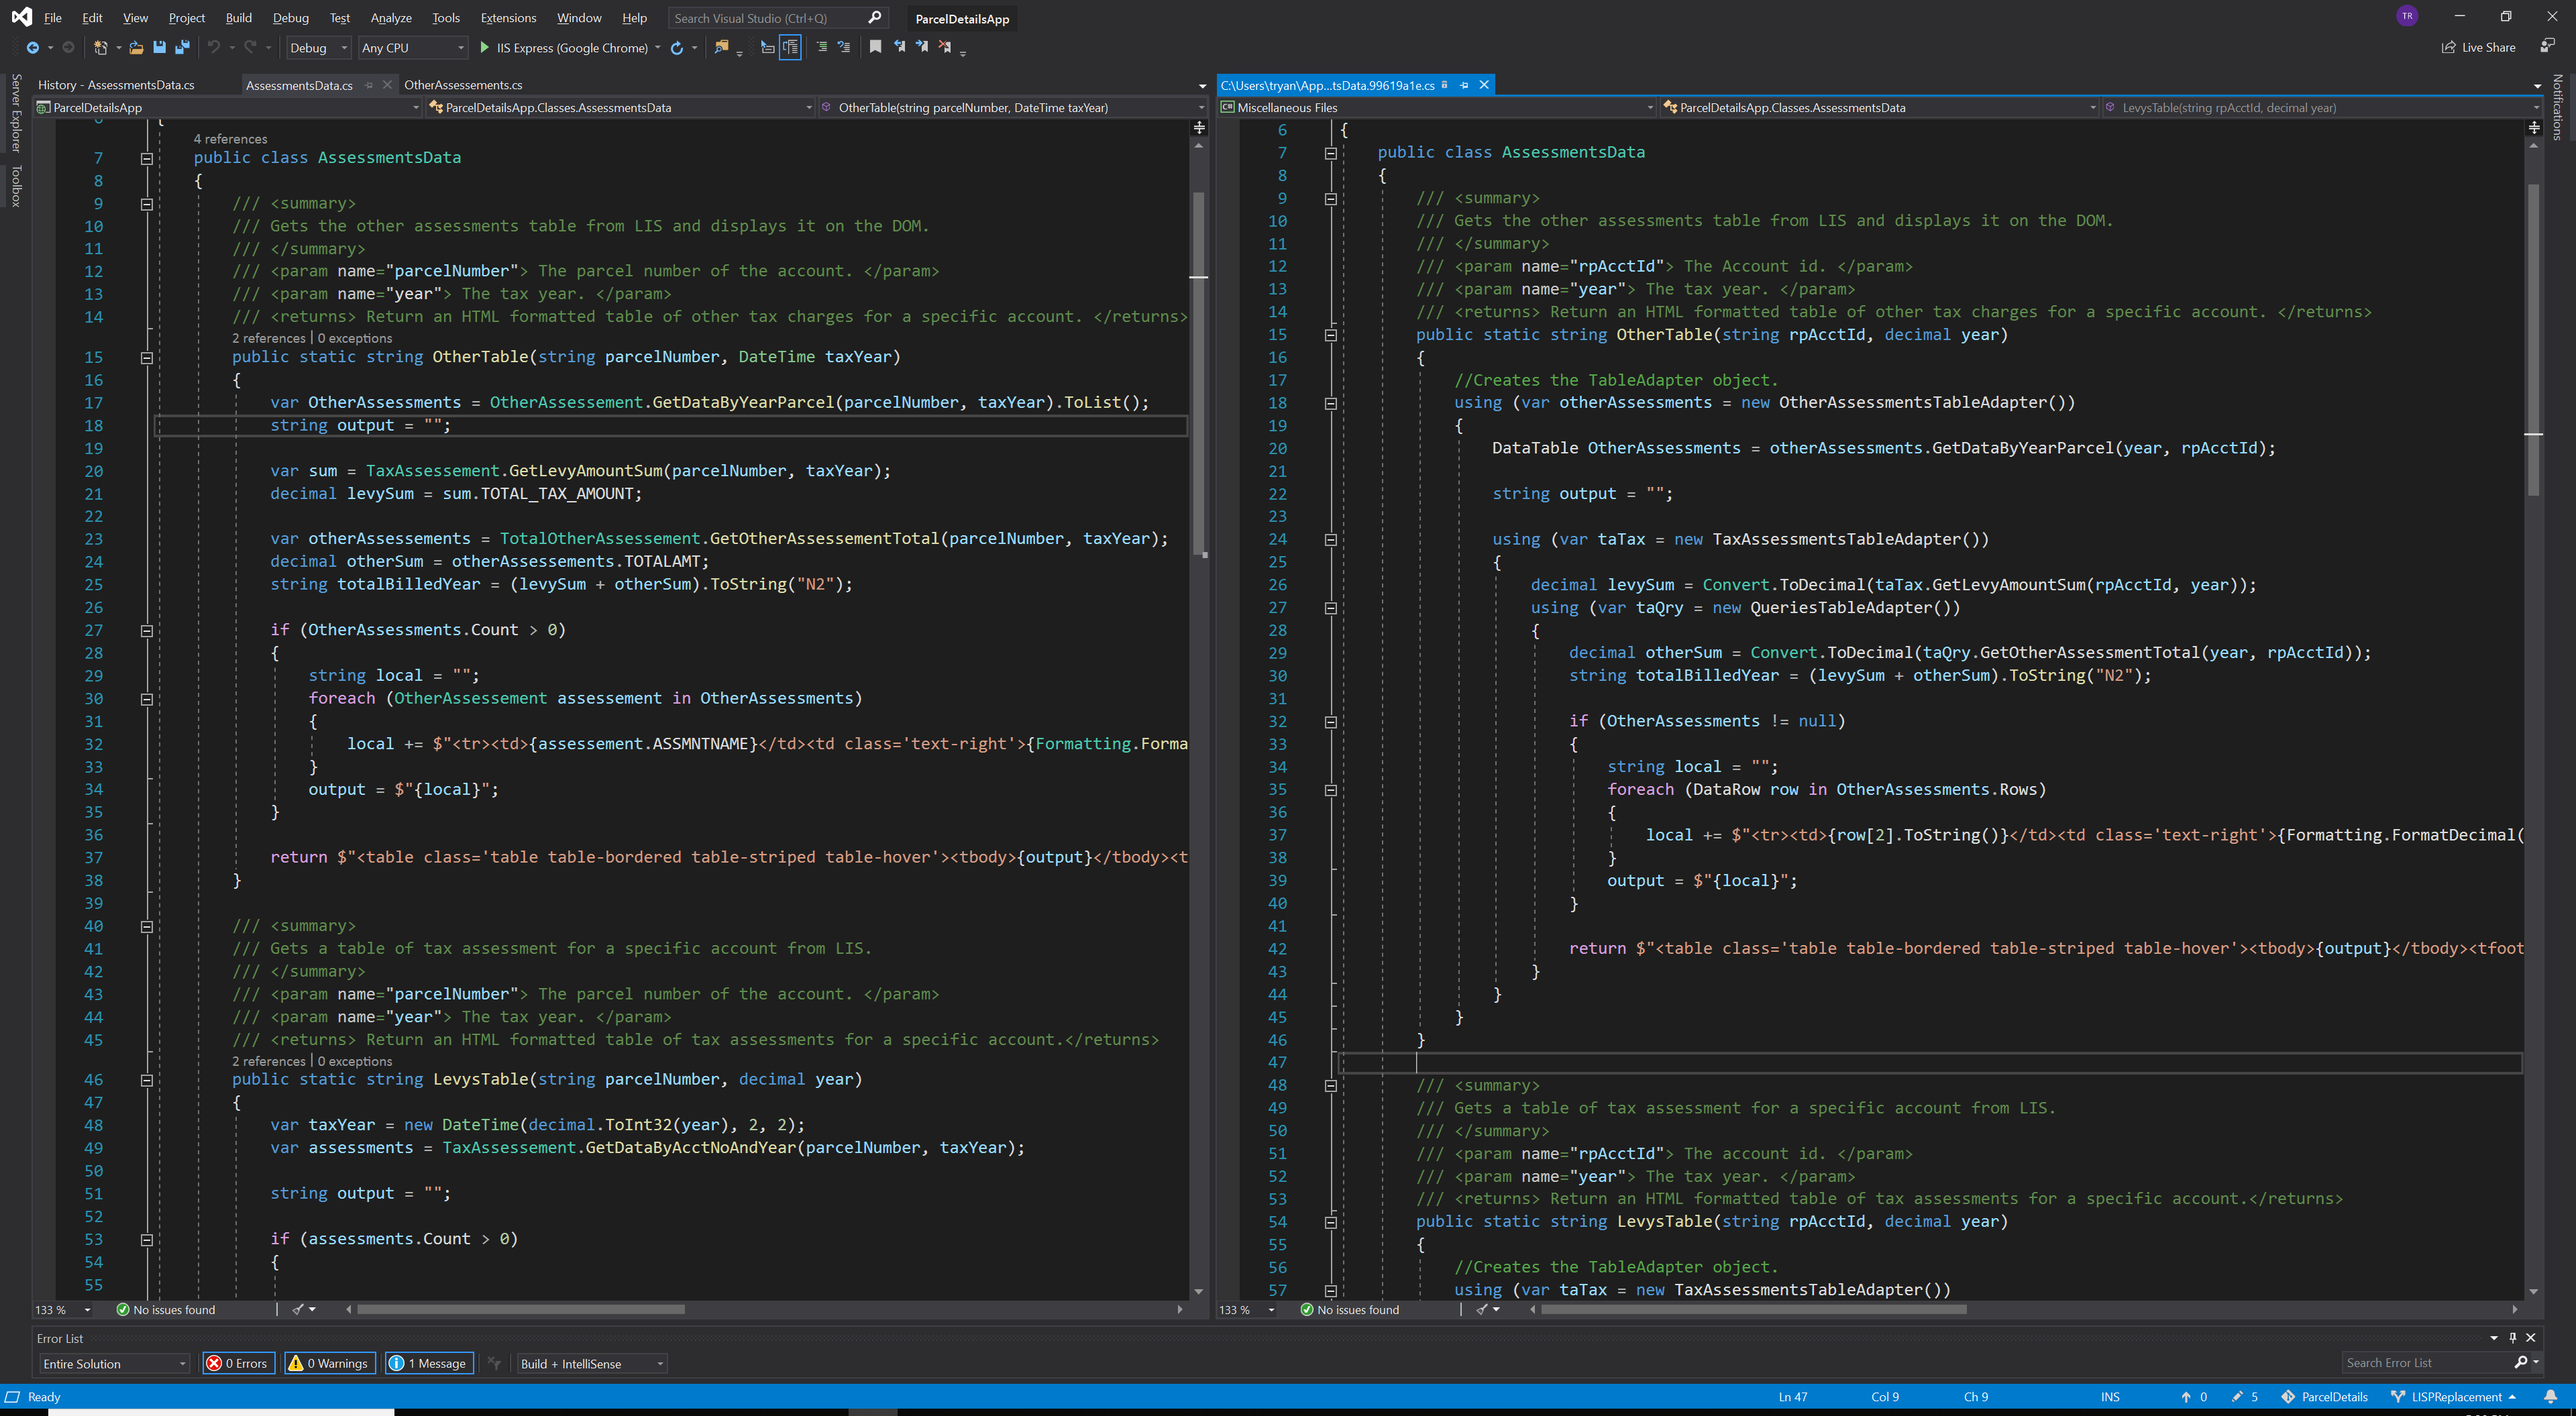 File Edit View Project Build Debug Test Analyze Tools Extensions Window Help Search Visual Studio (Ctrl+Q) ParcelDetailsApp TR
Debug Any CPU IIS Express (Google Chrome) Live Share
Server Explorer
Toolbox
Notifications
History - AssessmentsData.cs AssessmentsData.cs OtherAssessements.cs
ParcelDetailsApp ParcelDetailsApp.Classes.AssessmentsData OtherTable(string parcelNumber, DateTime taxYear)
6 {
4 references
7 public class AssessmentsData
8 {
9 /// <summary>
10 /// Gets the other assessments table from LIS and displays it on the DOM.
11 /// </summary>
12 /// <param name="parcelNumber"> The parcel number of the account. </param>
13 /// <param name="year"> The tax year. </param>
14 /// <returns> Return an HTML formatted table of other tax charges for a specific account. </returns>
2 references | 0 exceptions
15 public static string OtherTable(string parcelNumber, DateTime taxYear)
16 {
17 var OtherAssessments = OtherAssessement.GetDataByYearParcel(parcelNumber, taxYear).ToList();
18 string output = "";
19
20 var sum = TaxAssessement.GetLevyAmountSum(parcelNumber, taxYear);
21 decimal levySum = sum.TOTAL_TAX_AMOUNT;
22
23 var otherAssessements = TotalOtherAssessement.GetOtherAssessementTotal(parcelNumber, taxYear);
24 decimal otherSum = otherAssessements.TOTALAMT;
25 string totalBilledYear = (levySum + otherSum).ToString("N2");
26
27 if (OtherAssessments.Count > 0)
28 {
29 string local = "";
30 foreach (OtherAssessement assessement in OtherAssessments)
31 {
32 local += $"<tr><td>{assessement.ASSMNTNAME}</td><td class='text-right'>{Formatting.Forma
33 }
34 output = $"{local}";
35 }
36
37 return $"<table class='table table-bordered table-striped table-hover'><tbody>{output}</tbody><t
38 }
39
40 /// <summary>
41 /// Gets a table of tax assessment for a specific account from LIS.
42 /// </summary>
43 /// <param name="parcelNumber"> The parcel number of the account. </param>
44 /// <param name="year"> The tax year. </param>
45 /// <returns> Return an HTML formatted table of tax assessments for a specific account.</returns>
2 references | 0 exceptions
46 public static string LevysTable(string parcelNumber, decimal year)
47 {
48 var taxYear = new DateTime(decimal.ToInt32(year), 2, 2);
49 var assessments = TaxAssessement.GetDataByAcctNoAndYear(parcelNumber, taxYear);
50
51 string output = "";
52
53 if (assessments.Count > 0)
54 {
55
133 % No issues found
C:\Users\tryan\App...tsData.99619a1e.cs
Miscellaneous Files ParcelDetailsApp.Classes.AssessmentsData LevysTable(string rpAcctId, decimal year)
6 {
7 public class AssessmentsData
8 {
9 /// <summary>
10 /// Gets the other assessments table from LIS and displays it on the DOM.
11 /// </summary>
12 /// <param name="rpAcctId"> The Account id. </param>
13 /// <param name="year"> The tax year. </param>
14 /// <returns> Return an HTML formatted table of other tax charges for a specific account. </returns>
15 public static string OtherTable(string rpAcctId, decimal year)
16 {
17 //Creates the TableAdapter object.
18 using (var otherAssessments = new OtherAssessmentsTableAdapter())
19 {
20 DataTable OtherAssessments = otherAssessments.GetDataByYearParcel(year, rpAcctId);
21
22 string output = "";
23
24 using (var taTax = new TaxAssessmentsTableAdapter())
25 {
26 decimal levySum = Convert.ToDecimal(taTax.GetLevyAmountSum(rpAcctId, year));
27 using (var taQry = new QueriesTableAdapter())
28 {
29 decimal otherSum = Convert.ToDecimal(taQry.GetOtherAssessmentTotal(year, rpAcctId));
30 string totalBilledYear = (levySum + otherSum).ToString("N2");
31
32 if (OtherAssessments != null)
33 {
34 string local = "";
35 foreach (DataRow row in OtherAssessments.Rows)
36 {
37 local += $"<tr><td>{row[2].ToString()}</td><td class='text-right'>{Formatting.FormatDecimal(
38 }
39 output = $"{local}";
40 }
41
42 return $"<table class='table table-bordered table-striped table-hover'><tbody>{output}</tbody><tfoot
43 }
44 }
45 }
46 }
47
48 /// <summary>
49 /// Gets a table of tax assessment for a specific account from LIS.
50 /// </summary>
51 /// <param name="rpAcctId"> The account id. </param>
52 /// <param name="year"> The tax year. </param>
53 /// <returns> Return an HTML formatted table of tax assessments for a specific account.</returns>
54 public static string LevysTable(string rpAcctId, decimal year)
55 {
56 //Creates the TableAdapter object.
57 using (var taTax = new TaxAssessmentsTableAdapter())
133 % No issues found
Error List
Entire Solution 0 Errors 0 Warnings 1 Message Build + IntelliSense Search Error List
Ready Ln 47 Col 9 Ch 9 INS 0 5 ParcelDetails LISPReplacement